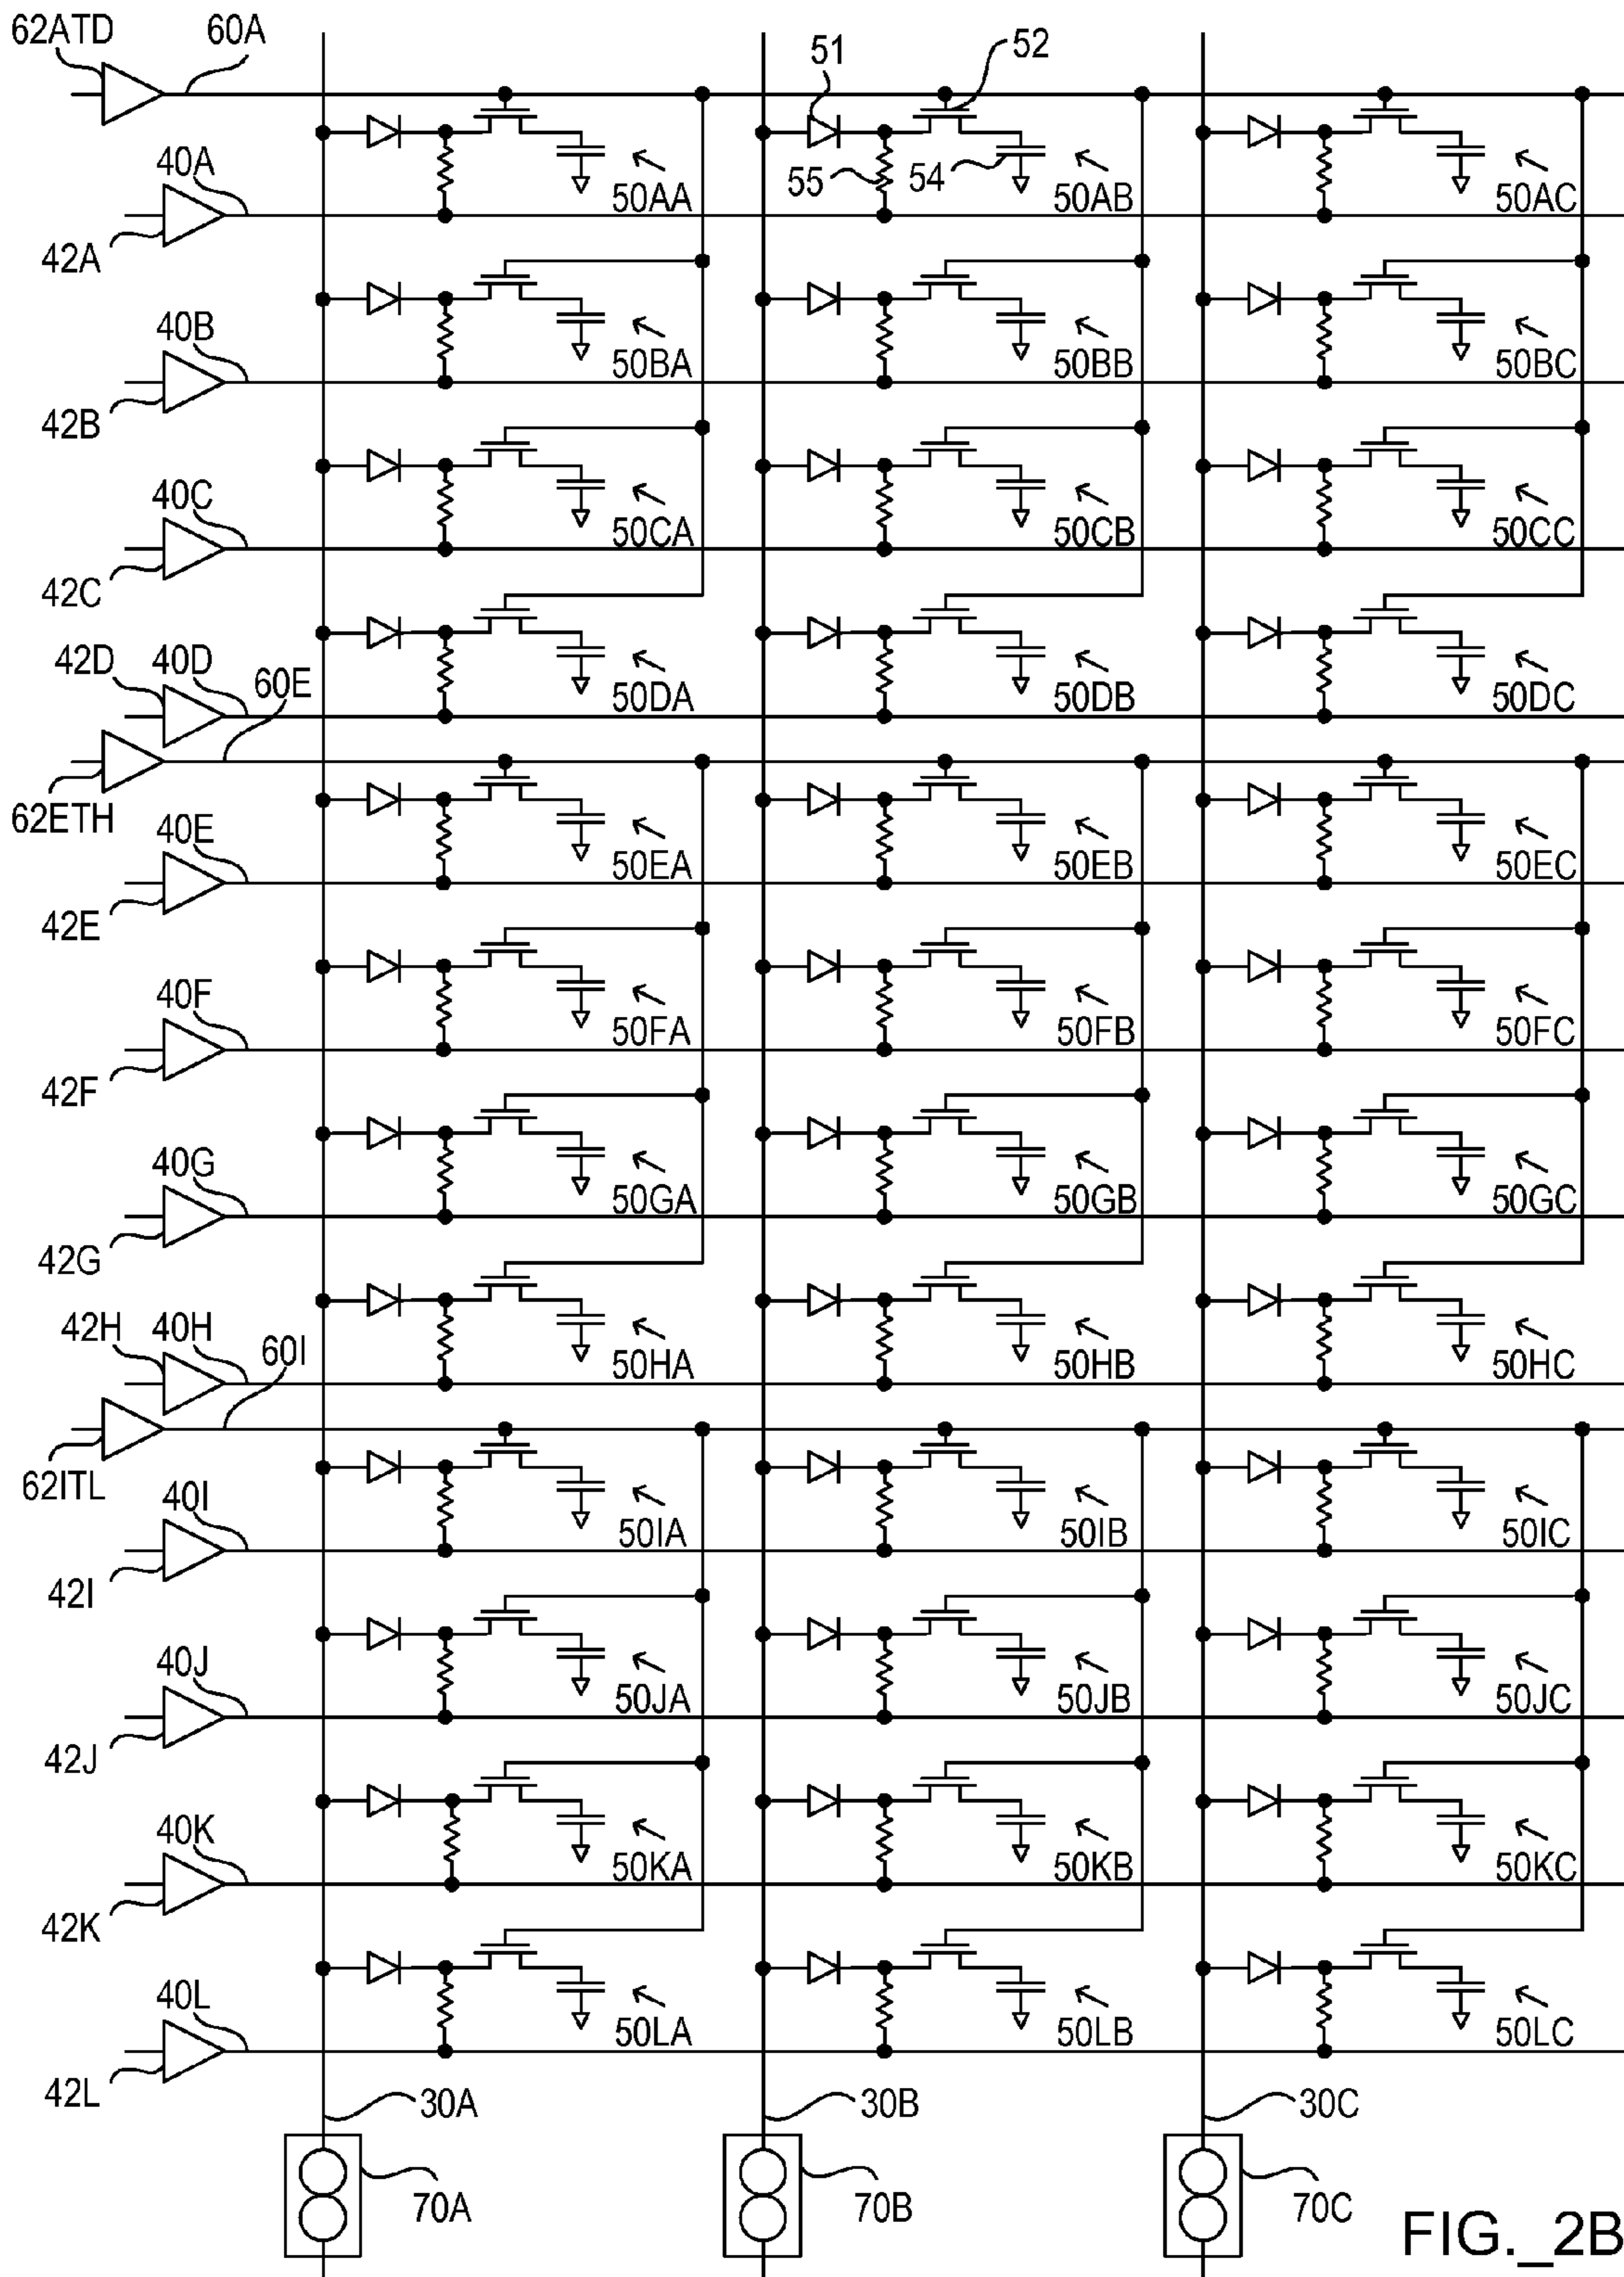 62ATD 60A 51 52
40A 55 54 50AA 50AB 50AC
42A
40B 50BA 50BB 50BC
42B
40C 50CA 50CB 50CC
42C
42D 40D 60E 50DA 50DB 50DC
62ETH
40E 50EA 50EB 50EC
42E
40F 50FA 50FB 50FC
42F
40G 50GA 50GB 50GC
42G
42H 40H 60I 50HA 50HB 50HC
62ITL
40I 50IA 50IB 50IC
42I
40J 50JA 50JB 50JC
42J
40K 50KA 50KB 50KC
42K
40L 50LA 50LB 50LC
42L
30A 30B 30C
70A 70B 70C
FIG._2B